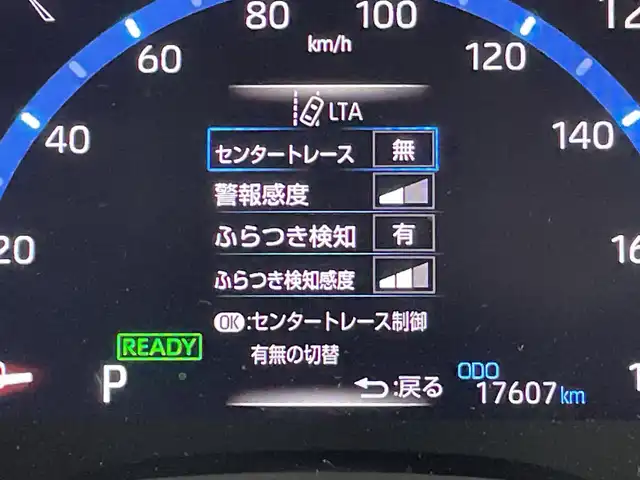 80 100
12
km/h
60 120
LTA
40 140
センタートレース 無
警報感度
ふらつき検知 有
20 16
ふらつき検知感度
OK:センタートレース制御
有無の切替
READY
P :戻る ODO
17607 km